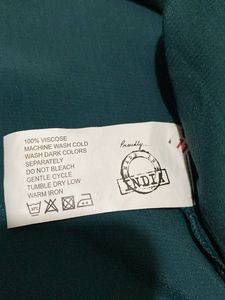 100% VISCOSE
MACHINE WASH COLD
WASH DARK COLORS
SEPARATELY
DO NOT BLEACH
GENTLE CYCLE
TUMBLE DRY LOW
WARM IRON
Proudly...
MADE IN
INDIA